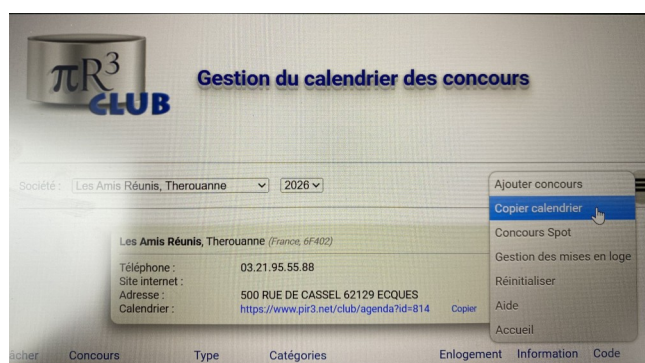 πR³
CLUB
Gestion du calendrier des concours
Société : Les Amis Réunis, Therouanne 2026
Ajouter concours
Copier calendrier
Concours Spot
Gestion des mises en loge
Réinitialiser
Aide
Accueil
Les Amis Réunis, Therouanne (France, 6F402)
Téléphone : 03.21.95.55.88
Site internet :
Adresse : 500 RUE DE CASSEL 62129 ECQUES
Calendrier : https://www.pir3.net/club/agenda?id=814 Copier
acher Concours Type Catégories Enlogement Information Code